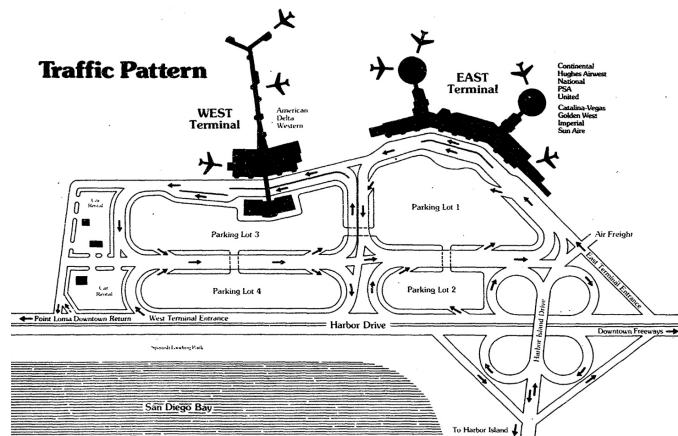 Traffic Pattern
WEST
Terminal
American
Delta
Western
EAST
Terminal
Continental
Hughes Airwest
National
PSA
United
Catalina-Vegas
Golden West
Imperial
Sun Aire
Car
Rental
Parking Lot 3
Parking Lot 1
Air Freight
East Terminal Entrance
Car
Rental
Parking Lot 4
Parking Lot 2
Harbor Island Drive
Point Loma Downtown Return
West Terminal Entrance
Harbor Drive
Downtown Freeways
Spanish Landing Park
San Diego Bay
To Harbor Island